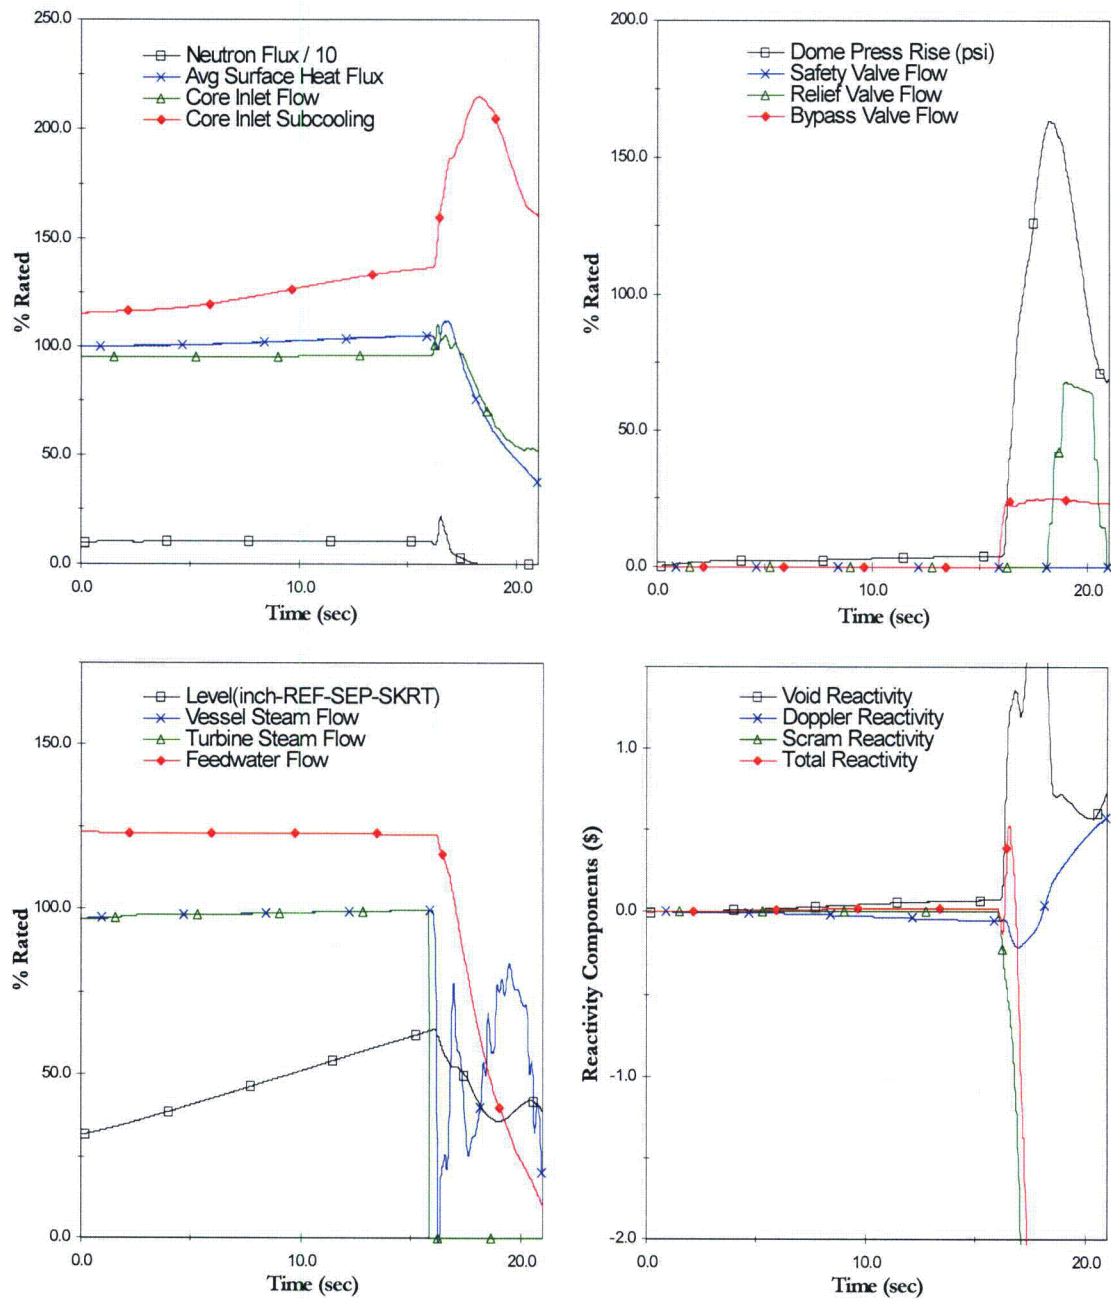 250.0
200.0
150.0
100.0
50.0
0.0
% Rated
Neutron Flux / 10
Avg Surface Heat Flux
Core Inlet Flow
Core Inlet Subcooling
0.0
10.0
20.0
Time (sec)
200.0
150.0
100.0
50.0
0.0
% Rated
Dome Press Rise (psi)
Safety Valve Flow
Relief Valve Flow
Bypass Valve Flow
0.0
10.0
20.0
Time (sec)
150.0
100.0
50.0
0.0
% Rated
Level(inch-REF-SEP-SKRT)
Vessel Steam Flow
Turbine Steam Flow
Feedwater Flow
0.0
10.0
20.0
Time (sec)
1.0
0.0
-1.0
-2.0
Reactivity Components ($)
Void Reactivity
Doppler Reactivity
Scram Reactivity
Total Reactivity
0.0
10.0
20.0
Time (sec)